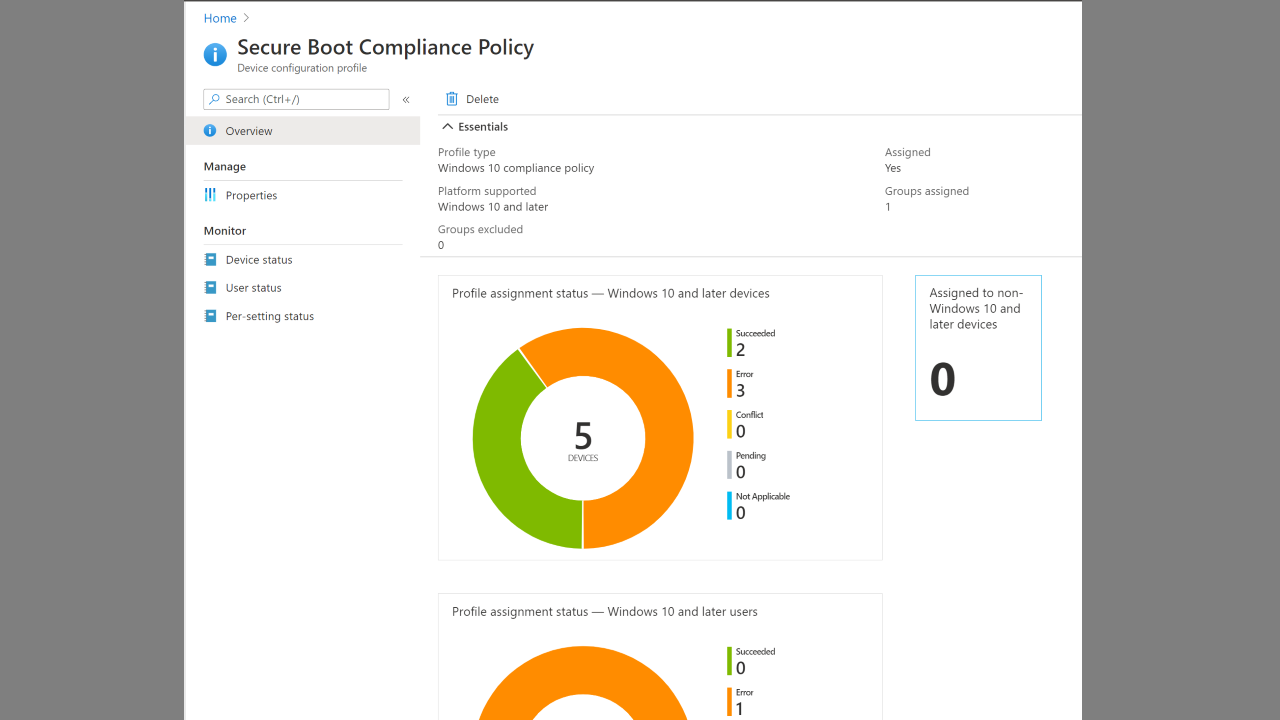 Home
Secure Boot Compliance Policy
Device configuration profile
Search (Ctrl+/)
«
Overview
Manage
Properties
Monitor
Device status
User status
Per-setting status
Delete
Essentials
Profile type
Windows 10 compliance policy
Platform supported
Windows 10 and later
Groups excluded
0
Assigned
Yes
Groups assigned
1
Profile assignment status — Windows 10 and later devices
5
DEVICES
Succeeded
2
Error
3
Conflict
0
Pending
0
Not Applicable
0
Assigned to non-
Windows 10 and
later devices
0
Profile assignment status — Windows 10 and later users
Succeeded
0
Error
1